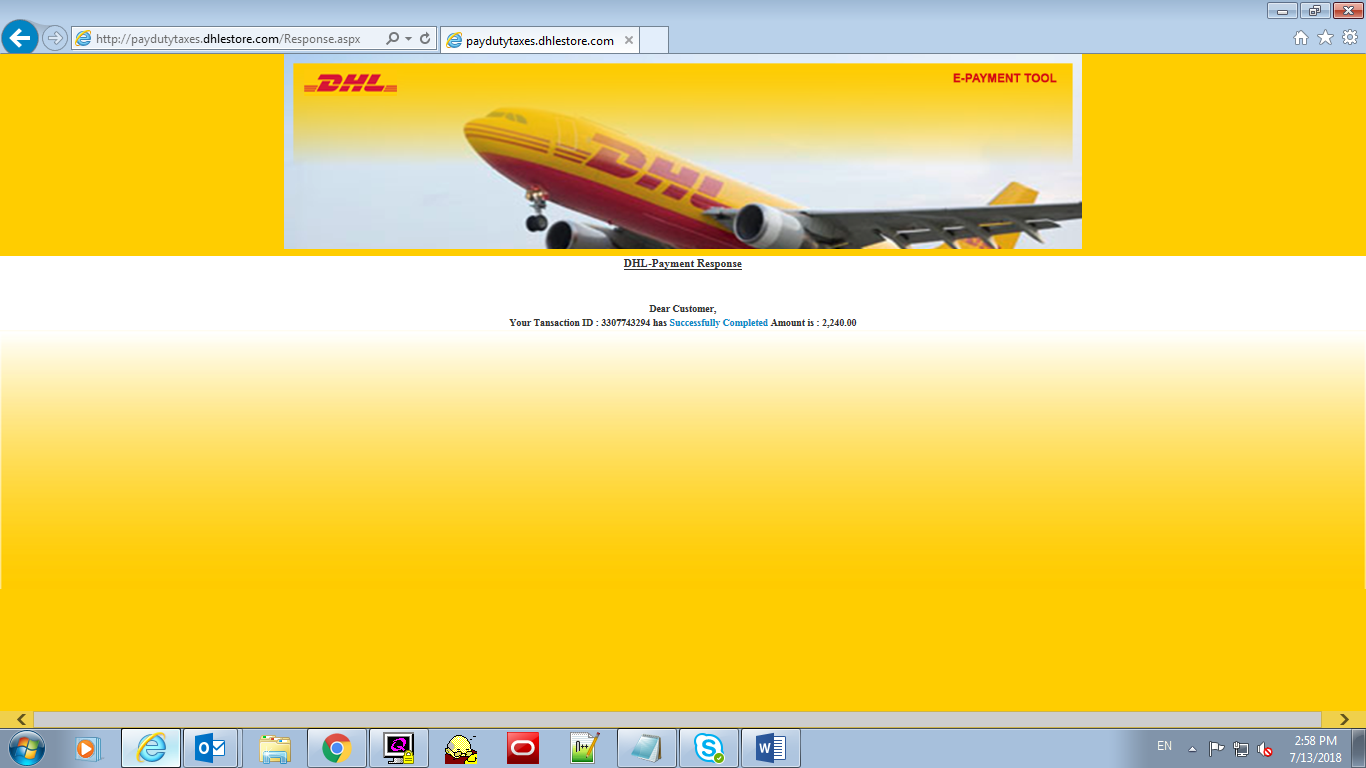 http://paydutytaxes.dhlestore.com/Response.aspx
paydutytaxes.dhlestore.com
DHL
E-PAYMENT TOOL
DHL
DHL-Payment Response
Dear Customer,
Your Tansaction ID : 3307743294 has Successfully Completed Amount is : 2,240.00
EN
2:58 PM
7/13/2018